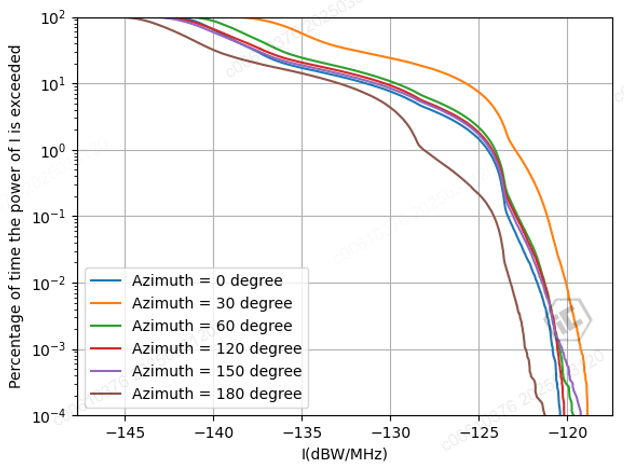 Percentage of time the power of I is exceeded
10²
10¹
10⁰
10⁻¹
10⁻²
10⁻³
10⁻⁴
Azimuth = 0 degree
Azimuth = 30 degree
Azimuth = 60 degree
Azimuth = 120 degree
Azimuth = 150 degree
Azimuth = 180 degree
−145 −140 −135 −130 −125 −120
I(dBW/MHz)